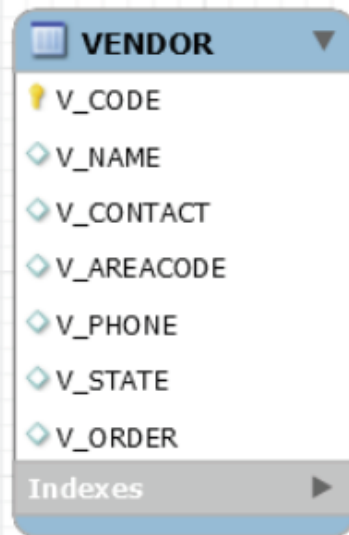 VENDOR
V_CODE
V_NAME
V_CONTACT
V_AREACODE
V_PHONE
V_STATE
V_ORDER
Indexes